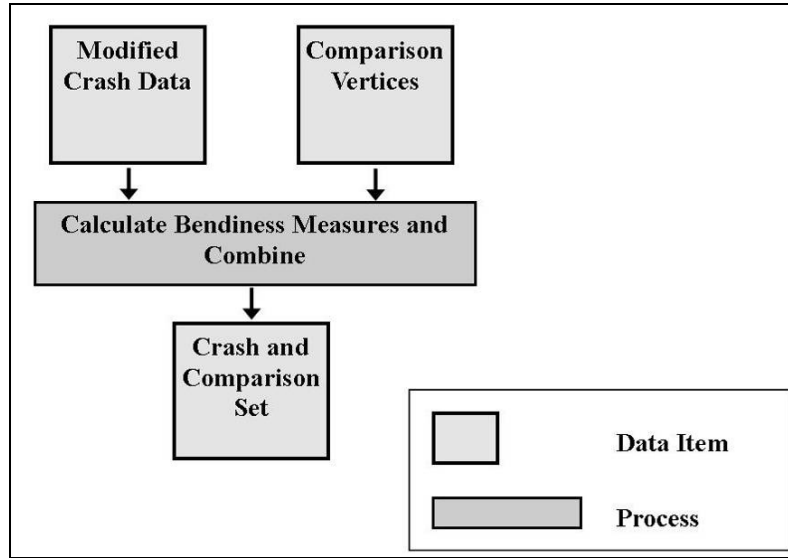 Modified
Crash Data
Comparison
Vertices
Calculate Bendiness Measures and
Combine
Crash and
Comparison
Set
Data Item
Process